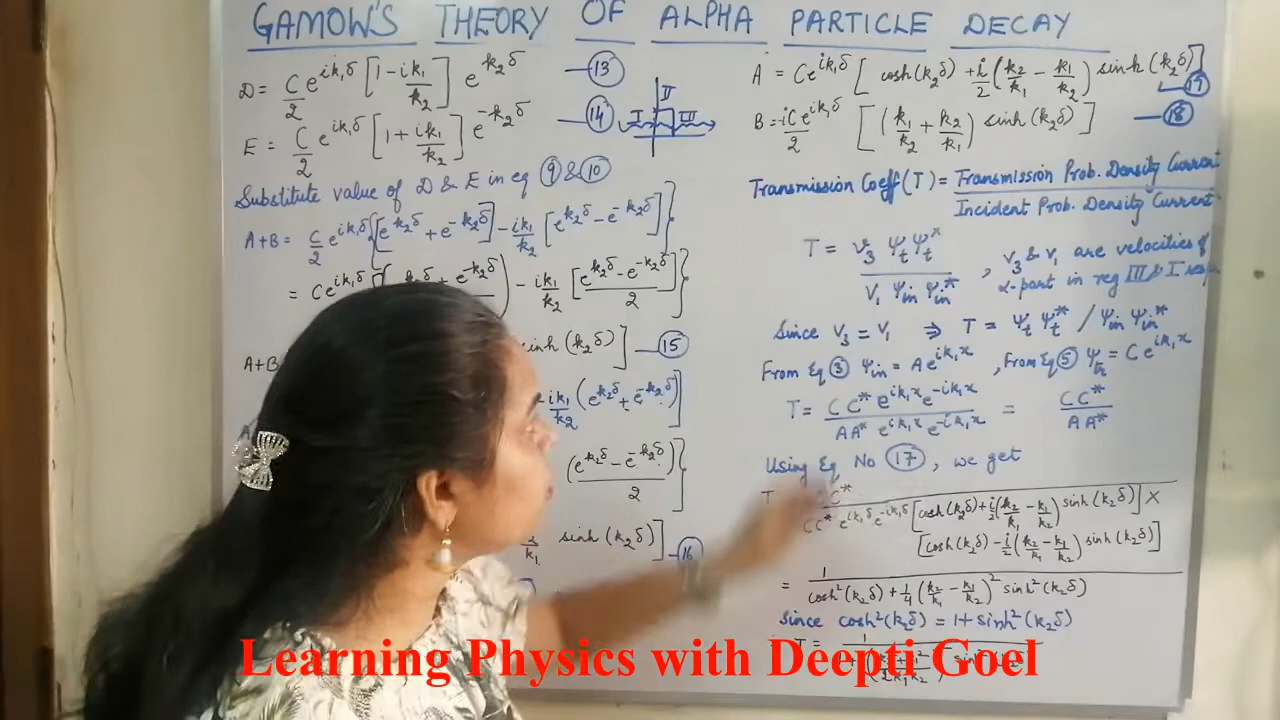 GAMOW'S THEORY OF ALPHA PARTICLE DECAY
D = C/2 e^{ik₁δ} [1 - ik₁/k₂] e^{k₂δ} — 13
E = C/2 e^{ik₁δ} [1 + ik₁/k₂] e^{-k₂δ} — 14
I II III
Substitute value of D & E in eq 9 & 10
A+B = C/2 e^{ik₁δ} {[e^{k₂δ} + e^{-k₂δ}] - ik₁/k₂ [e^{k₂δ} - e^{-k₂δ}]}
= Ce^{ik₁δ} + e^{-k₂δ}) - ik₁/k₂ [e^{k₂δ} - e^{-k₂δ} / 2]}
A+B sinh(k₂δ)] — 15
ik₁/k₂ (e^{k₂δ} + e^{-k₂δ})]
(e^{k₂δ} - e^{-k₂δ}) / 2 }
k₁ sinh(k₂δ)] — 16
A = Ce^{ik₁δ} [cosh(k₂δ) + i/2 (k₂/k₁ - k₁/k₂) sinh(k₂δ)] — 17
B = -iCe^{ik₁δ}/2 [(k₁/k₂ + k₂/k₁) sinh(k₂δ)] — 18
Transmission Coeff (T) = Transmission Prob. Density Current / Incident Prob. Density Current
T = v₃ Ψt Ψt* / V₁ Ψin Ψin* , v₃ & v₁ are velocities of
α-part in reg III & I
Since V₃ = V₁ ⇒ T = Ψt Ψt* / Ψin Ψin*
From Eq 3 Ψin = A e^{ik₁x} , From Eq 5 Ψ = C e^{ik₁x}
T = CC* e^{ik₁x} e^{-ik₁x} / AA* e^{ik₁x} e^{-ik₁x} = CC* / AA*
Using Eq No 17 , we get
T C* / CC* e^{ik₁δ} e^{-ik₁δ} [cosh(k₂δ) + i/2 (k₂/k₁ - k₁/k₂) sinh(k₂δ)] X
[cosh(k₂δ) - i/2 (k₂/k₁ - k₁/k₂) sinh(k₂δ)]
= 1 / cosh²(k₂δ) + 1/4 (k₂/k₁ - k₁/k₂)² sinh²(k₂δ)
Since cosh²(k₂δ) = 1 + sinh²(k₂δ)
T = 1
Learning Physics with Deepti Goel